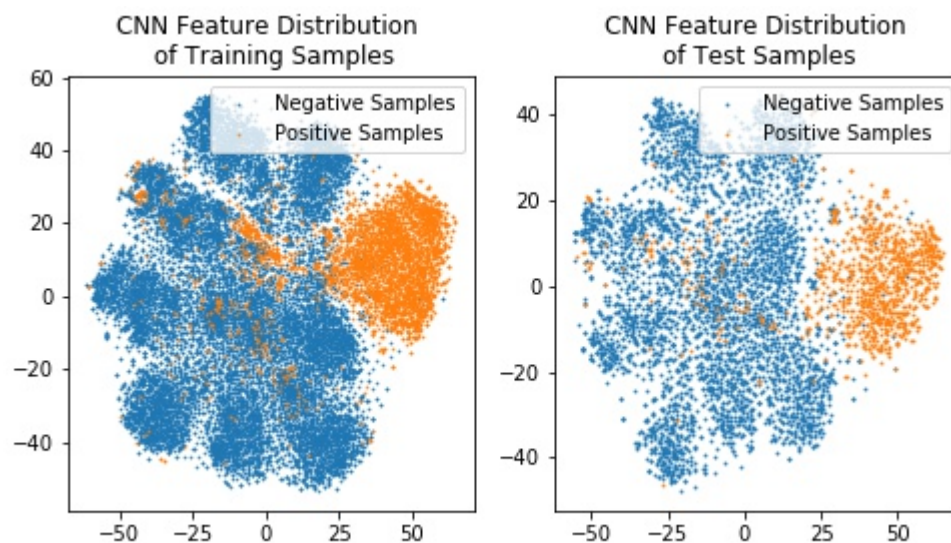 CNN Feature Distribution
of Training Samples
Negative Samples
Positive Samples
60
40
20
0
−20
−40
−50
−25
0
25
50
CNN Feature Distribution
of Test Samples
Negative Samples
Positive Samples
40
20
0
−20
−40
−50
−25
0
25
50